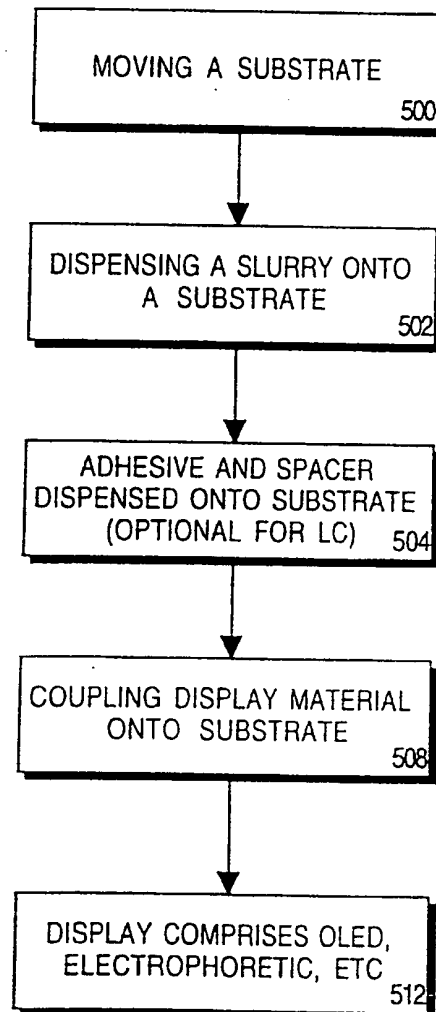 MOVING A SUBSTRATE
500
DISPENSING A SLURRY ONTO
A SUBSTRATE
502
ADHESIVE AND SPACER
DISPENSED ONTO SUBSTRATE
(OPTIONAL FOR LC)
504
COUPLING DISPLAY MATERIAL
ONTO SUBSTRATE
508
DISPLAY COMPRISES OLED,
ELECTROPHORETIC, ETC
512